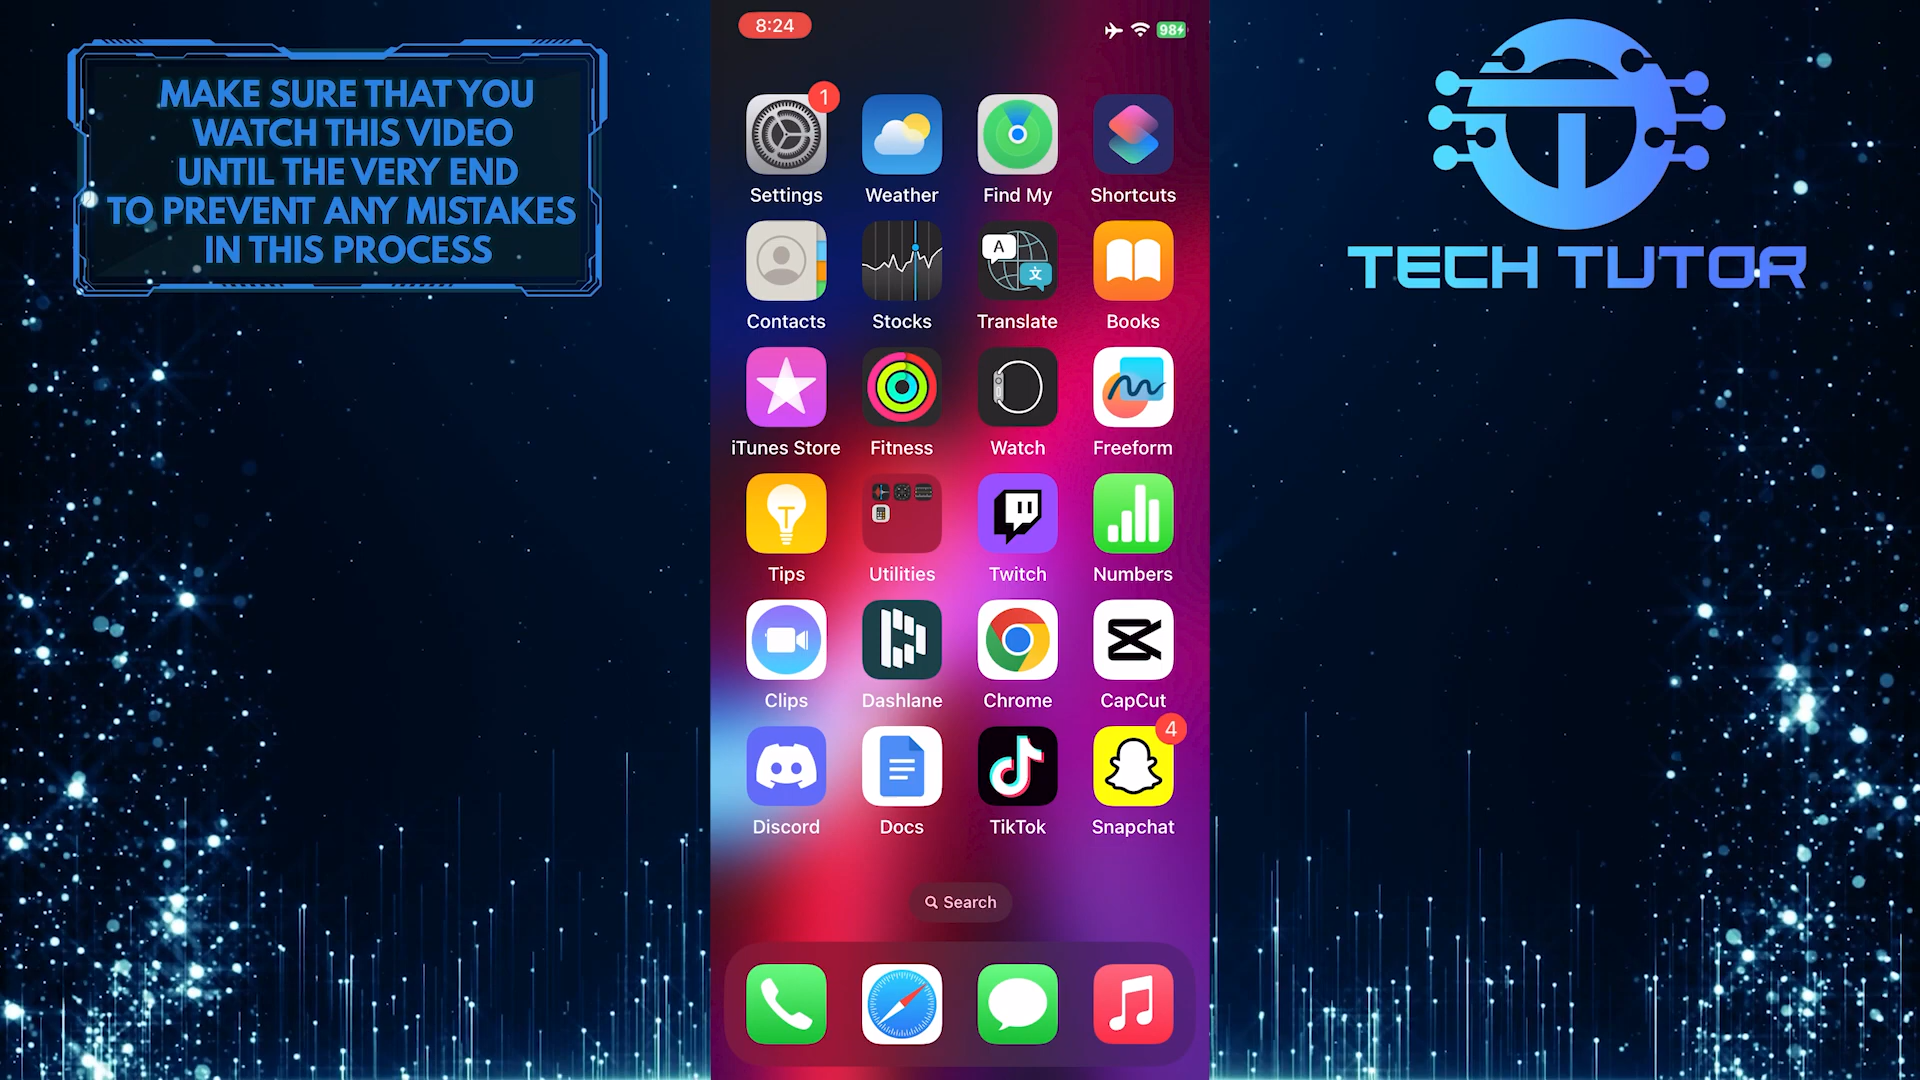 MAKE SURE THAT YOU
WATCH THIS VIDEO
UNTIL THE VERY END
TO PREVENT ANY MISTAKES
IN THIS PROCESS
8:24
98
1
Settings
Weather
Find My
Shortcuts
A
文
Contacts
Stocks
Translate
Books
iTunes Store
Fitness
Watch
Freeform
Tips
Utilities
Twitch
Numbers
Clips
Dashlane
Chrome
CapCut
4
Discord
Docs
TikTok
Snapchat
Search
TECH TUTOR